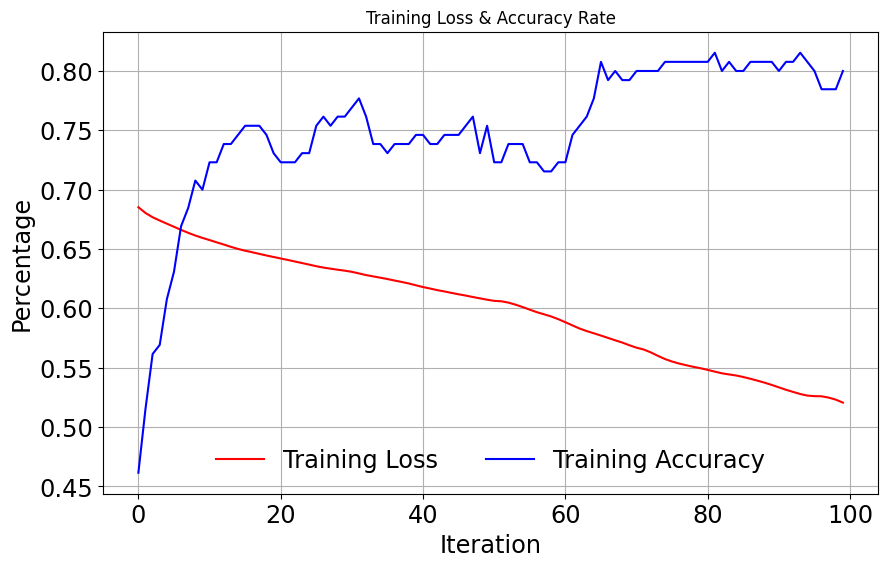 Training Loss & Accuracy Rate
Percentage
0.80
0.75
0.70
0.65
0.60
0.55
0.50
0.45
Training Loss
Training Accuracy
0 20 40 60 80 100
Iteration